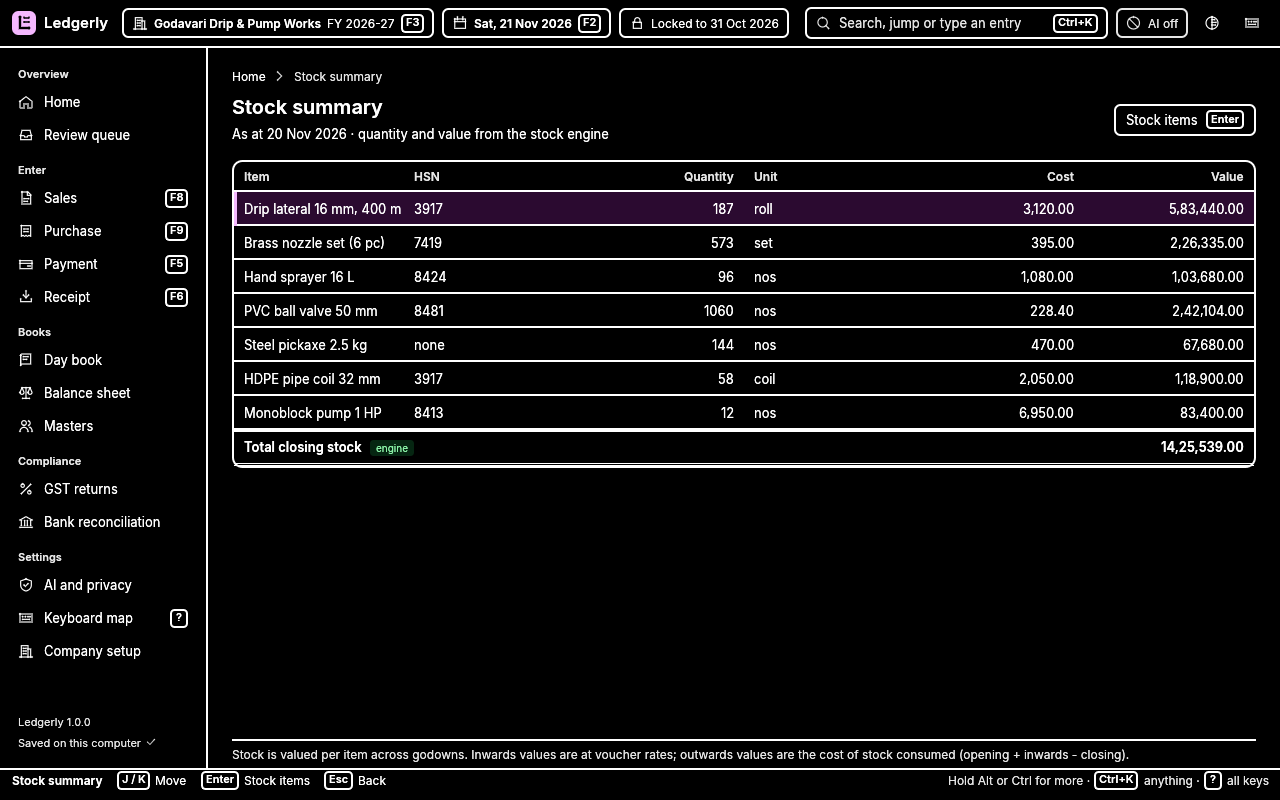 Ledgerly
Godavari Drip & Pump Works FY 2026-27 F3
Sat, 21 Nov 2026 F2
Locked to 31 Oct 2026
Search, jump or type an entry Ctrl+K
AI off
Overview
Home
Review queue
Enter
Sales F8
Purchase F9
Payment F5
Receipt F6
Books
Day book
Balance sheet
Masters
Compliance
GST returns
Bank reconciliation
Settings
AI and privacy
Keyboard map ?
Company setup
Ledgerly 1.0.0
Saved on this computer
Home Stock summary
Stock summary
As at 20 Nov 2026 · quantity and value from the stock engine
Stock items Enter
Item HSN Quantity Unit Cost Value
Drip lateral 16 mm, 400 m 3917 187 roll 3,120.00 5,83,440.00
Brass nozzle set (6 pc) 7419 573 set 395.00 2,26,335.00
Hand sprayer 16 L 8424 96 nos 1,080.00 1,03,680.00
PVC ball valve 50 mm 8481 1060 nos 228.40 2,42,104.00
Steel pickaxe 2.5 kg none 144 nos 470.00 67,680.00
HDPE pipe coil 32 mm 3917 58 coil 2,050.00 1,18,900.00
Monoblock pump 1 HP 8413 12 nos 6,950.00 83,400.00
Total closing stock engine 14,25,539.00
Stock is valued per item across godowns. Inwards values are at voucher rates; outwards values are the cost of stock consumed (opening + inwards - closing).
Stock summary J / K Move Enter Stock items Esc Back
Hold Alt or Ctrl for more · Ctrl+K anything · ? all keys